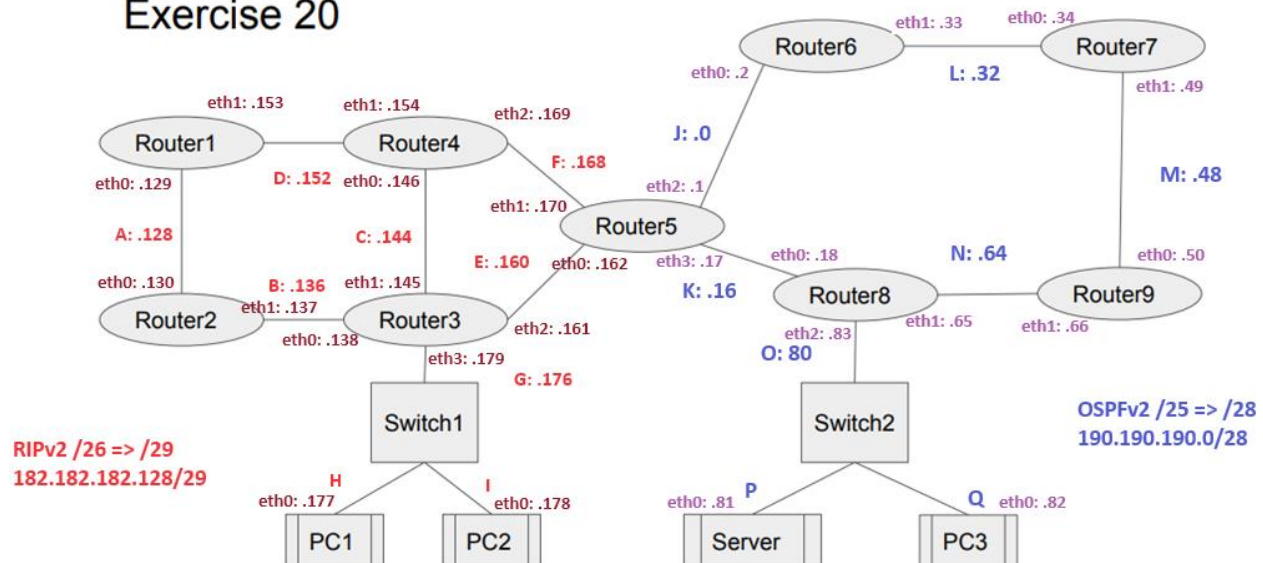 Exercise 20
eth1: .33
eth0: .34
Router6
Router7
eth0: .2
L: .32
eth1: .49
eth1: .153
eth1: .154
eth2: .169
Router1
Router4
J: .0
F: .168
M: .48
eth0: .129
D: .152
eth0: .146
eth2: .1
eth1: .170
Router5
A: .128
C: .144
E: .160
eth0: .162
eth3: .17
eth0: .18
N: .64
eth0: .50
eth0: .130
B: .136
eth1: .145
K: .16
Router8
Router9
eth1: .137
Router2
Router3
eth2: .161
eth2: .83
eth1: .65
eth1: .66
eth0: .138
eth3: .179
O: 80
G: .176
Switch1
Switch2
OSPFv2 /25 => /28
190.190.190.0/28
RIPv2 /26 => /29
182.182.182.128/29
H
I
P
Q
eth0: .177
eth0: .178
eth0: .81
eth0: .82
PC1
PC2
Server
PC3